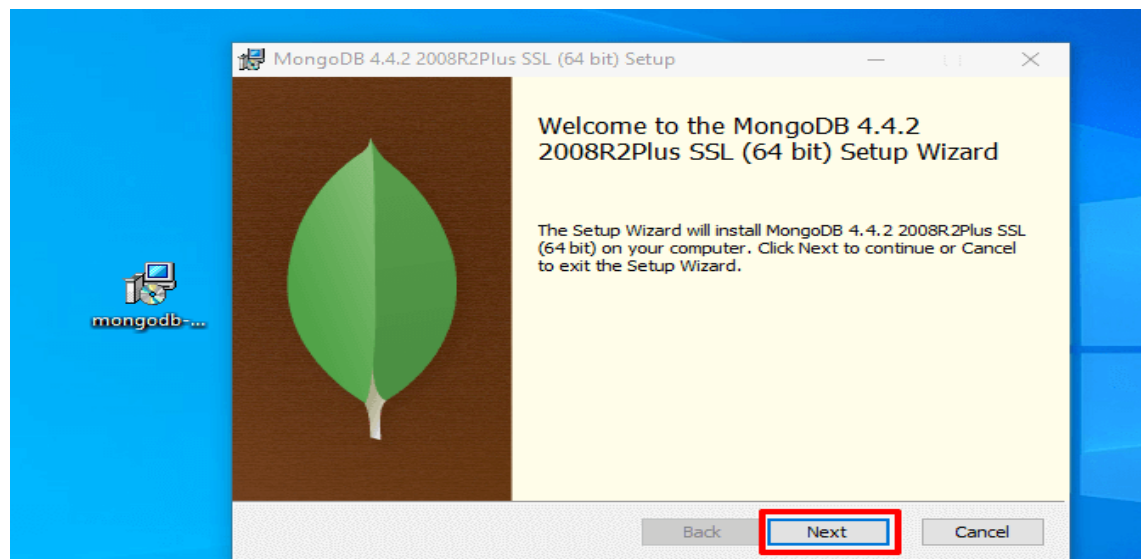 MongoDB 4.4.2 2008R2Plus SSL (64 bit) Setup
Welcome to the MongoDB 4.4.2
2008R2Plus SSL (64 bit) Setup Wizard
The Setup Wizard will install MongoDB 4.4.2 2008R2Plus SSL
(64 bit) on your computer. Click Next to continue or Cancel
to exit the Setup Wizard.
mongodb-...
Back Next Cancel